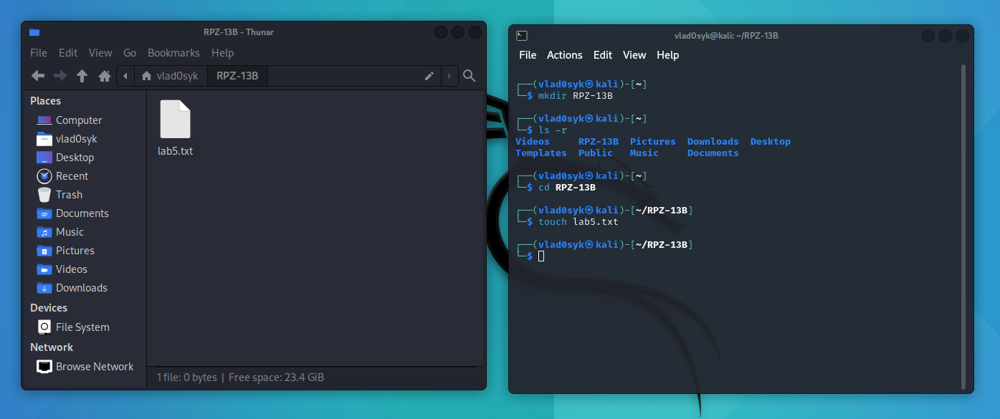 RPZ-13B - Thunar
File Edit View Go Bookmarks Help
vlad0syk RPZ-13B
Places
Computer
vlad0syk
Desktop
Recent
Trash
Documents
Music
Pictures
Videos
Downloads
Devices
File System
Network
Browse Network
lab5.txt
1 file: 0 bytes | Free space: 23.4 GiB
vlad0syk@kali: ~/RPZ-13B
File Actions Edit View Help
┌──(vlad0syk㉿kali)-[~]
└─$ mkdir RPZ-13B
┌──(vlad0syk㉿kali)-[~]
└─$ ls -r
Videos RPZ-13B Pictures Downloads Desktop
Templates Public Music Documents
┌──(vlad0syk㉿kali)-[~]
└─$ cd RPZ-13B
┌──(vlad0syk㉿kali)-[~/RPZ-13B]
└─$ touch lab5.txt
┌──(vlad0syk㉿kali)-[~/RPZ-13B]
└─$